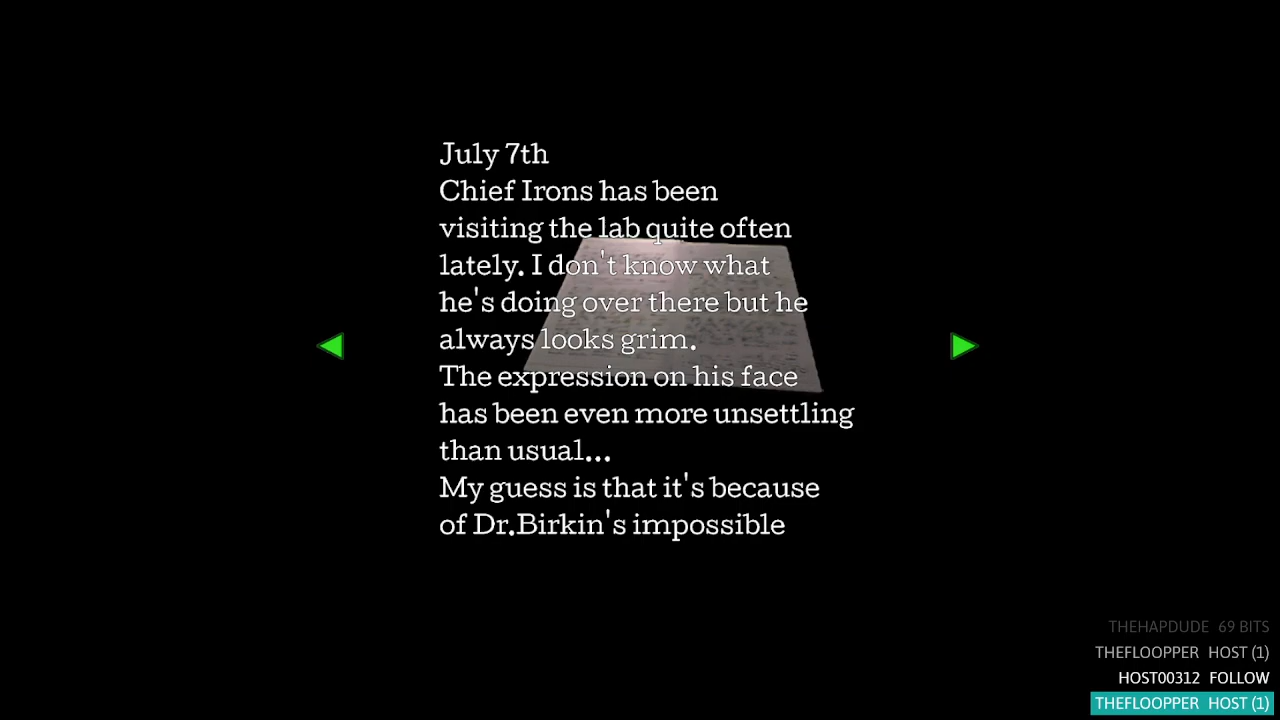 July 7th
Chief Irons has been
visiting the lab quite often
lately. I don't know what
he's doing over there but he
always looks grim.
The expression on his face
has been even more unsettling
than usual...
My guess is that it's because
of Dr.Birkin's impossible
THEHAPDUDE 69 BITS
THEFLOOPPER HOST (1)
HOST00312 FOLLOW
THEFLOOPPER HOST (1)